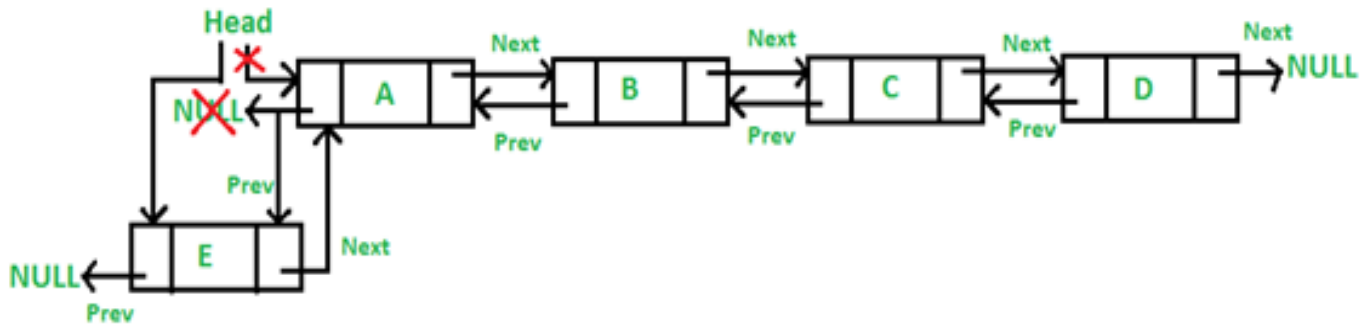 Head
Next Next Next Next
A B C D NULL
NULL
Prev Prev Prev
Prev
E Next
NULL
Prev